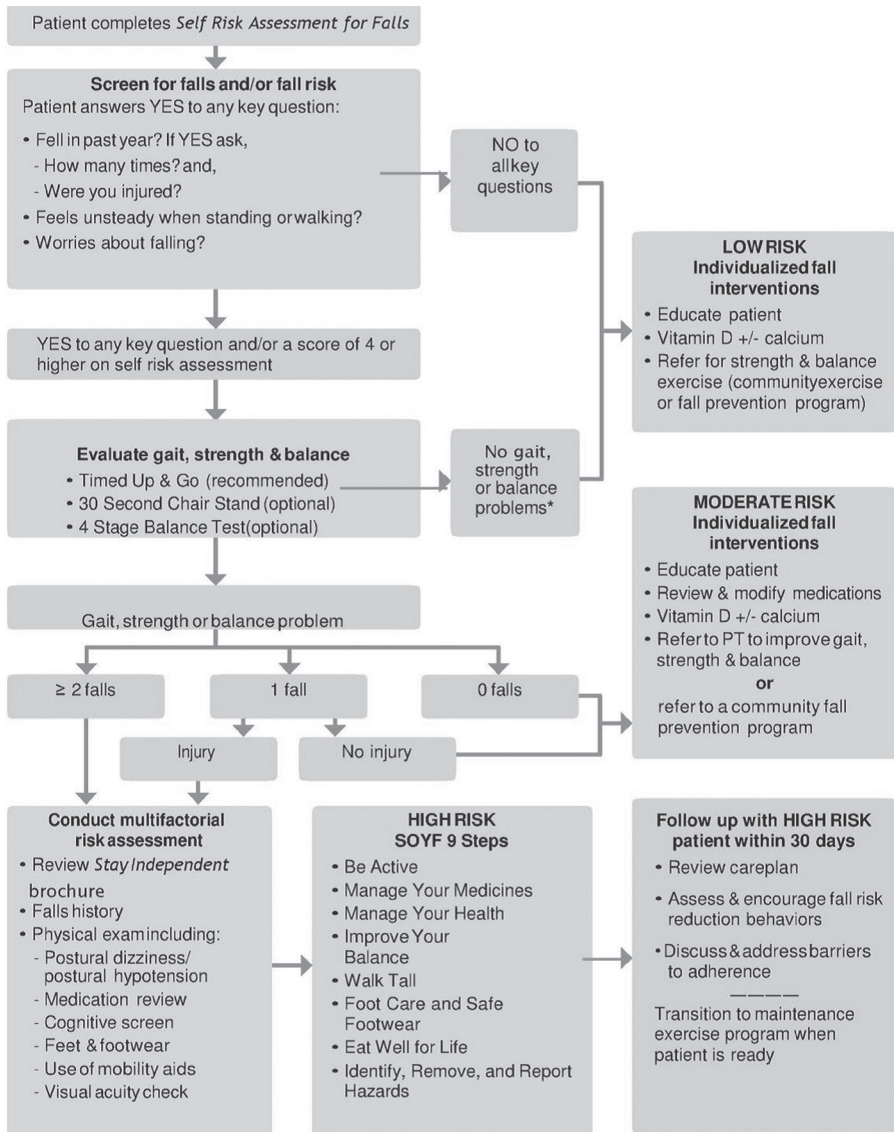 Patient completes Self Risk Assessment for Falls
Screen for falls and/or fall risk
Patient answers YES to any key question:
• Fell in past year? If YES ask,
- How many times? and,
- Were you injured?
• Feels unsteady when standing or walking?
• Worries about falling?
NO to
all key
questions
LOW RISK
Individualized fall
interventions
• Educate patient
• Vitamin D +/- calcium
• Refer for strength & balance
exercise (community exercise
or fall prevention program)
YES to any key question and/or a score of 4 or
higher on self risk assessment
Evaluate gait, strength & balance
• Timed Up & Go (recommended)
• 30 Second Chair Stand (optional)
• 4 Stage Balance Test (optional)
No gait,
strength
or balance
problems*
MODERATE RISK
Individualized fall
interventions
• Educate patient
• Review & modify medications
• Vitamin D +/- calcium
• Refer to PT to improve gait,
strength & balance
or
refer to a community fall
prevention program
Gait, strength or balance problem
≥ 2 falls
1 fall
0 falls
Injury
No injury
Conduct multifactorial
risk assessment
• Review Stay Independent
brochure
• Falls history
• Physical exam including:
- Postural dizziness/
postural hypotension
- Medication review
- Cognitive screen
- Feet & footwear
- Use of mobility aids
- Visual acuity check
HIGH RISK
SOYF 9 Steps
• Be Active
• Manage Your Medicines
• Manage Your Health
• Improve Your
Balance
• Walk Tall
• Foot Care and Safe
Footwear
• Eat Well for Life
• Identify, Remove, and Report
Hazards
Follow up with HIGH RISK
patient within 30 days
• Review careplan
• Assess & encourage fall risk
reduction behaviors
• Discuss & address barriers
to adherence
Transition to maintenance
exercise program when
patient is ready